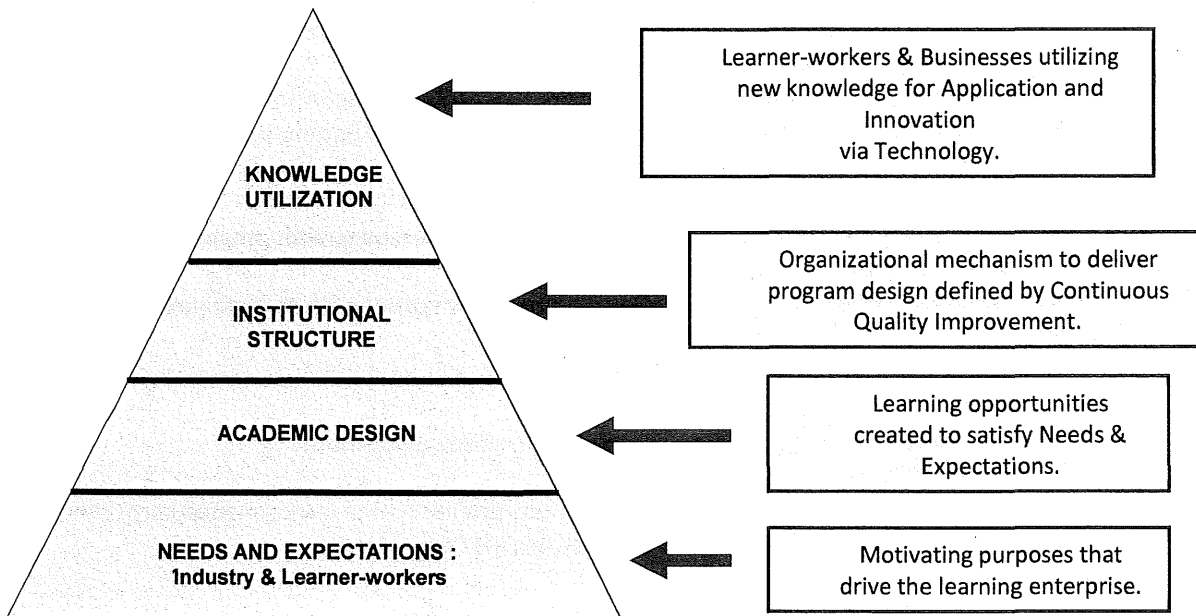 Learner-workers & Businesses utilizing
new knowledge for Application and
Innovation
via Technology.
KNOWLEDGE
UTILIZATION
Organizational mechanism to deliver
program design defined by Continuous
Quality Improvement.
INSTITUTIONAL
STRUCTURE
Learning opportunities
created to satisfy Needs &
Expectations.
ACADEMIC DESIGN
NEEDS AND EXPECTATIONS :
Industry & Learner-workers
Motivating purposes that
drive the learning enterprise.